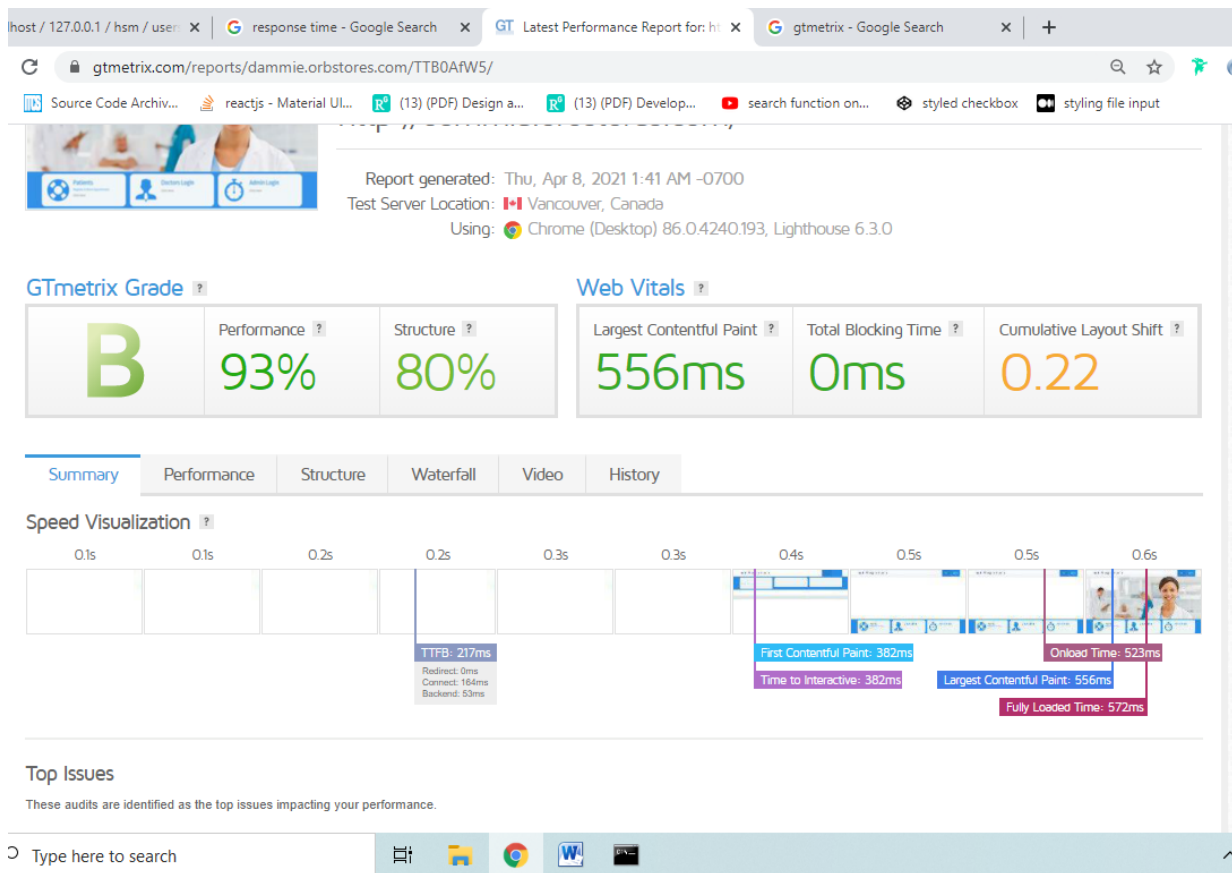 lhost / 127.0.0.1 / hsm / user
response time - Google Search
GT Latest Performance Report for: ht
gtmetrix - Google Search
gtmetrix.com/reports/dammie.orbstores.com/TTB0AfW5/
Source Code Archiv...
reactjs - Material UI...
(13) (PDF) Design a...
(13) (PDF) Develop...
search function on...
styled checkbox
styling file input
Patients
Doctors Login
Admin Login
Report generated: Thu, Apr 8, 2021 1:41 AM -0700
Test Server Location: Vancouver, Canada
Using: Chrome (Desktop) 86.0.4240.193, Lighthouse 6.3.0
GTmetrix Grade ?
Web Vitals ?
B
Performance ?
93%
Structure ?
80%
Largest Contentful Paint ?
556ms
Total Blocking Time ?
0ms
Cumulative Layout Shift ?
0.22
Summary Performance Structure Waterfall Video History
Speed Visualization ?
0.1s 0.1s 0.2s 0.2s 0.3s 0.3s 0.4s 0.5s 0.5s 0.6s
TTFB: 217ms
Redirect: 0ms
Connect: 164ms
Backend: 53ms
First Contentful Paint: 382ms
Onload Time: 523ms
Time to Interactive: 382ms
Largest Contentful Paint: 556ms
Fully Loaded Time: 572ms
Top Issues
These audits are identified as the top issues impacting your performance.
Type here to search